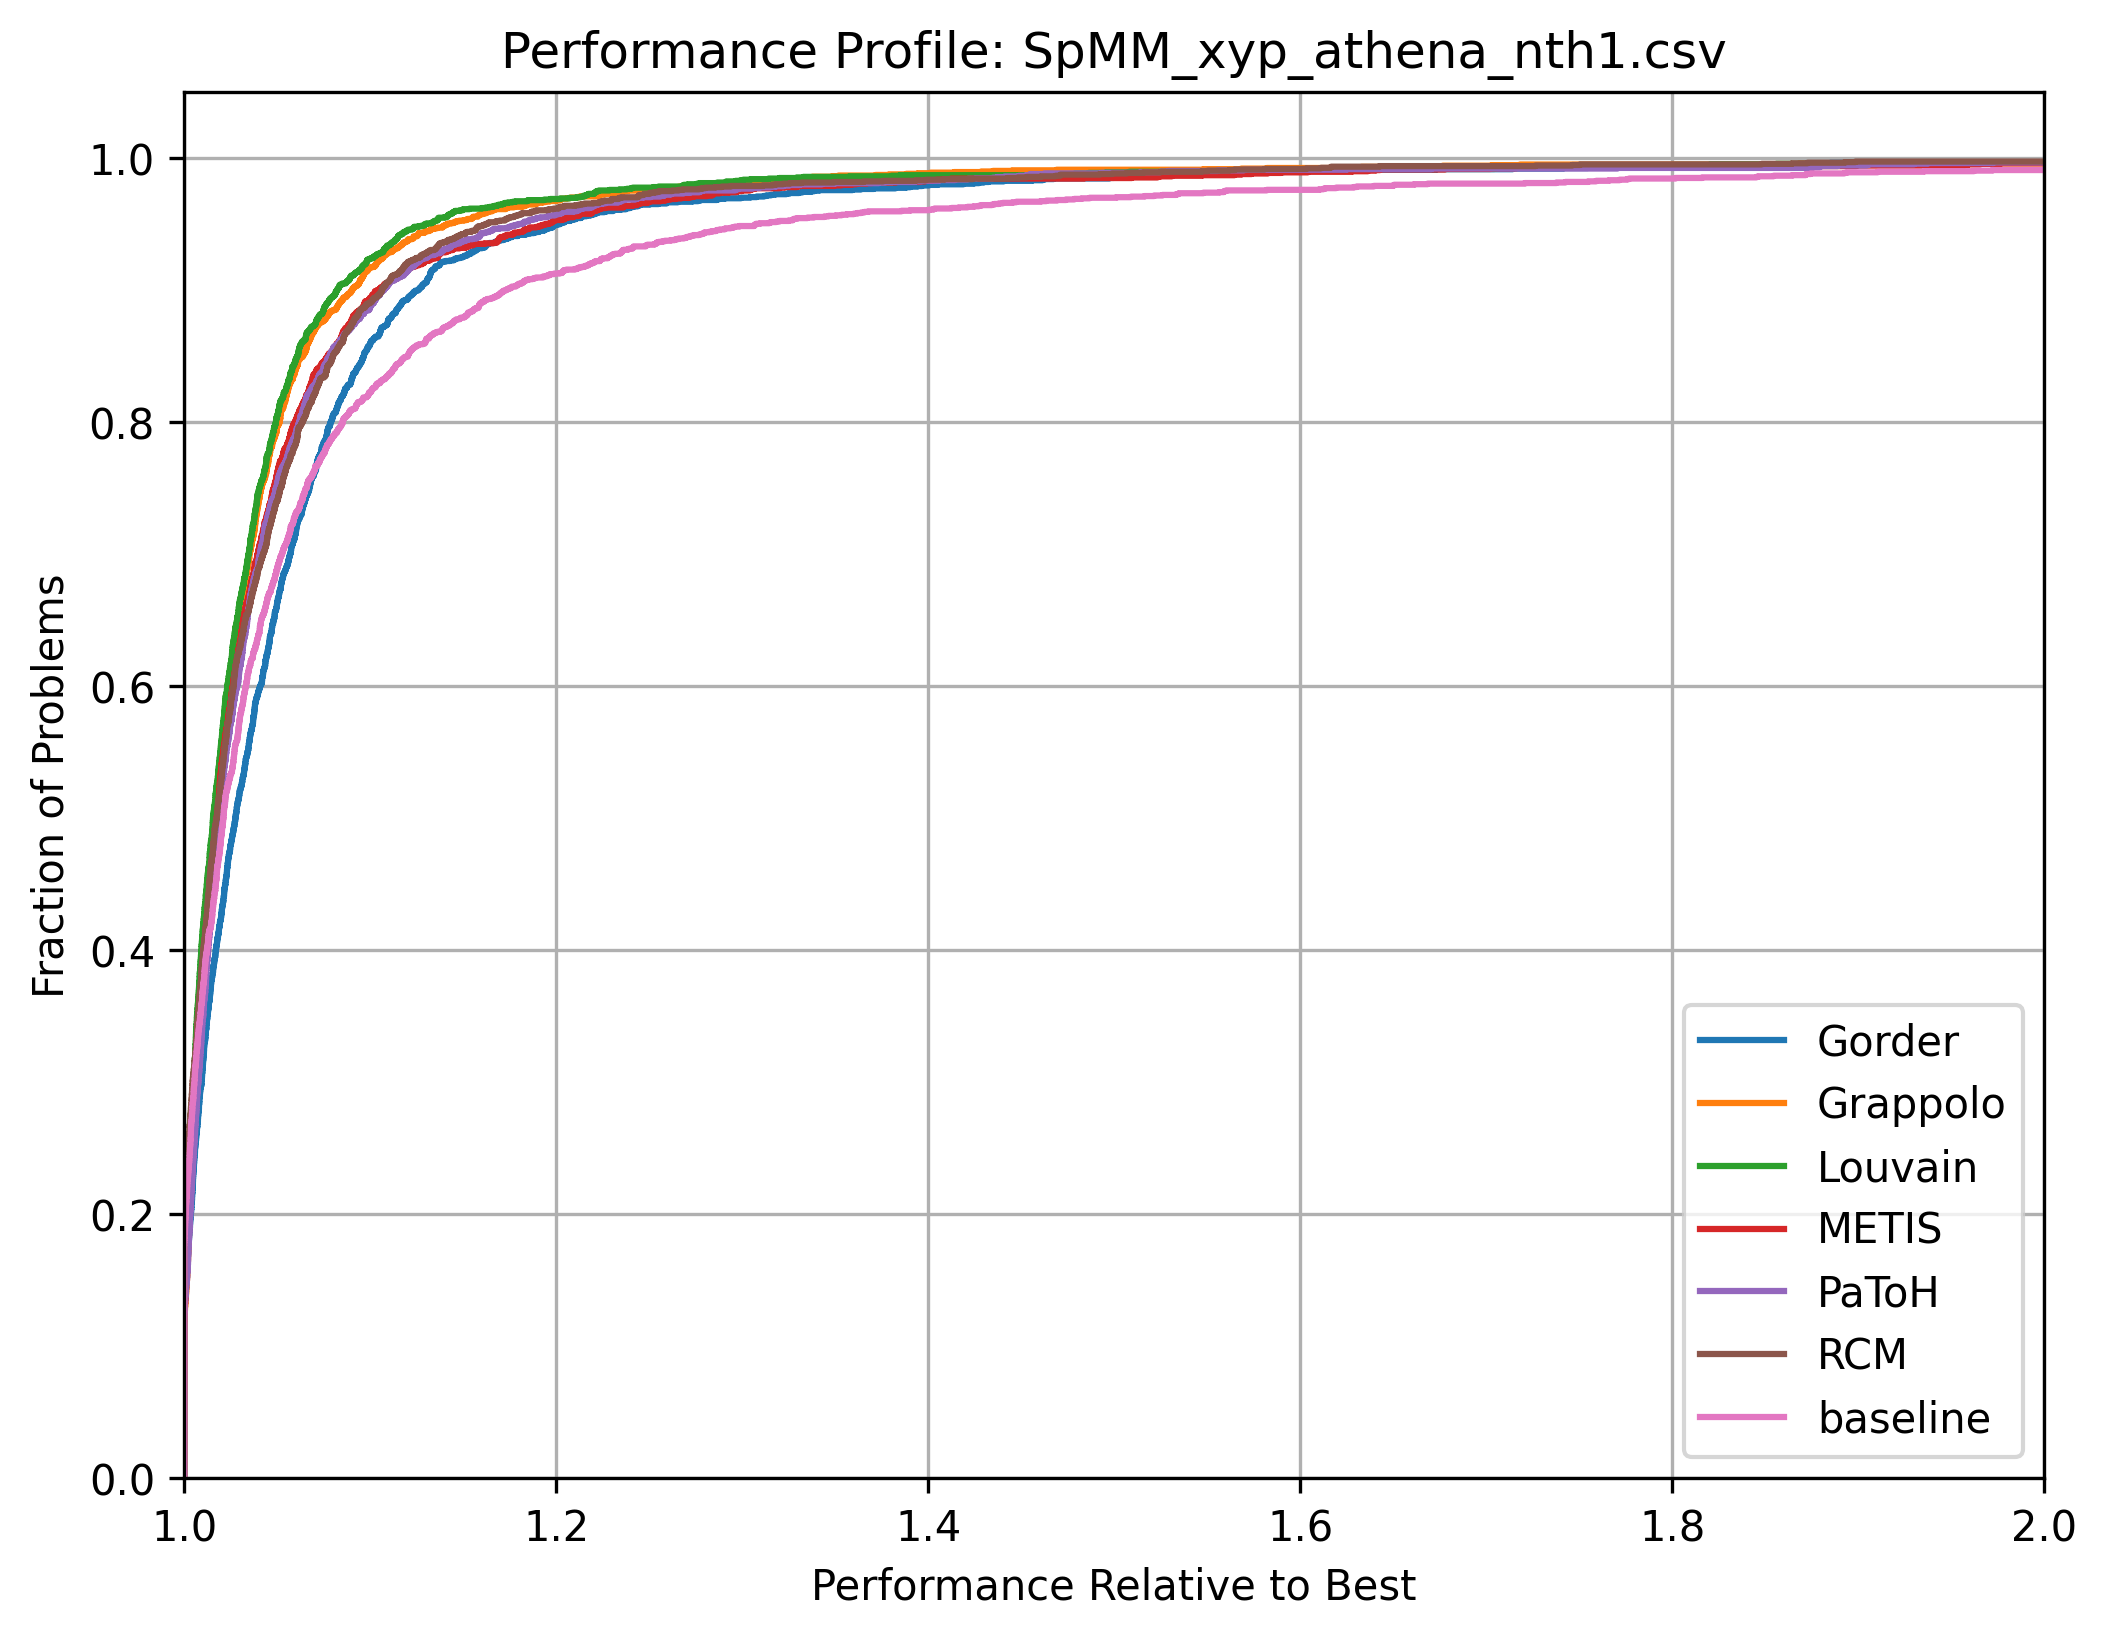 Performance Profile: SpMM_xyp_athena_nth1.csv
1.0
0.8
0.6
0.4
0.2
0.0
Fraction of Problems
1.0 1.2 1.4 1.6 1.8 2.0
Performance Relative to Best
Gorder
Grappolo
Louvain
METIS
PaToH
RCM
baseline